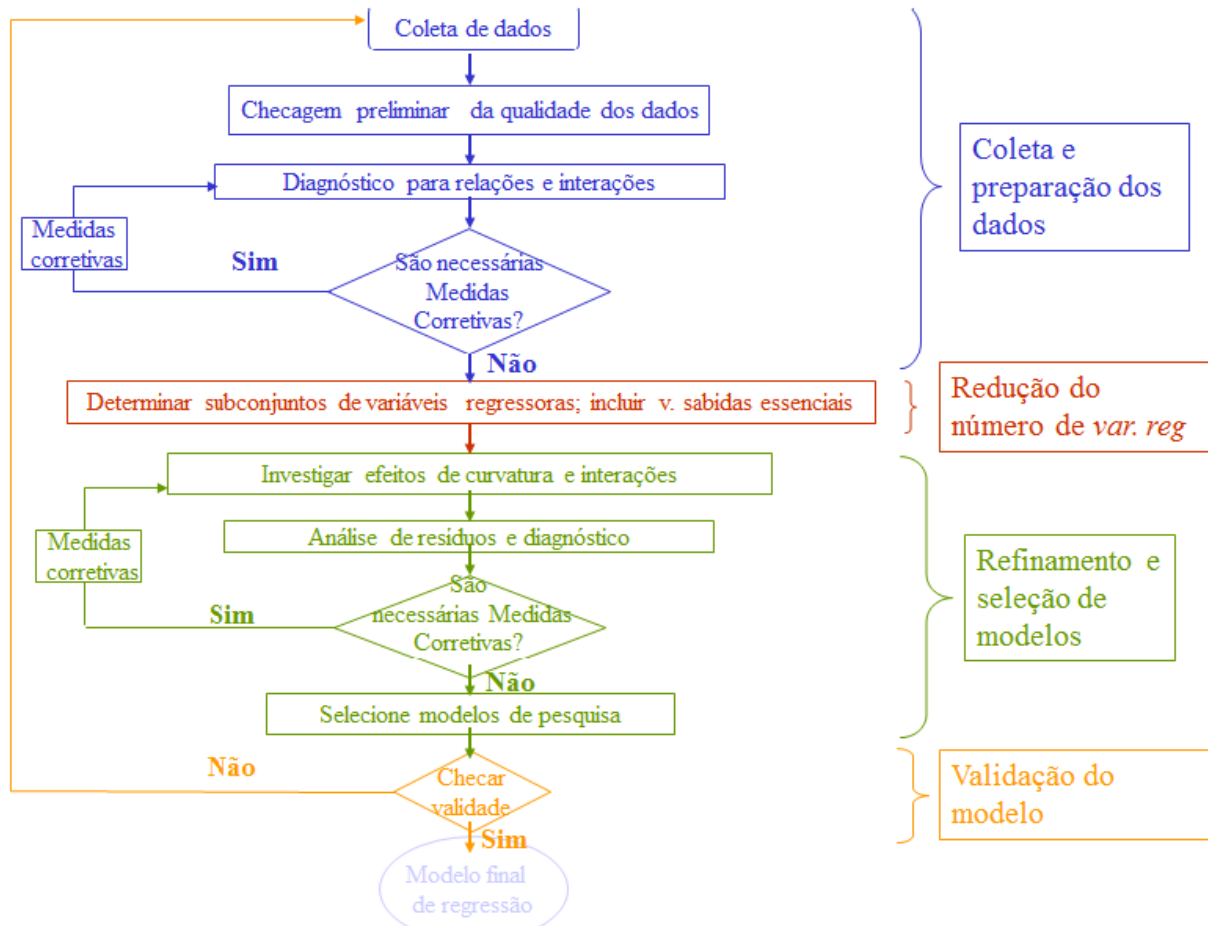 Coleta de dados
Checagem preliminar da qualidade dos dados
Diagnóstico para relações e interações
Medidas
corretivas
Sim
São necessárias
Medidas
Corretivas?
Não
Coleta e
preparação dos
dados
Determinar subconjuntos de variáveis regressoras; incluir v. sabidas essenciais
Redução do
número de var. reg
Investigar efeitos de curvatura e interações
Análise de resíduos e diagnóstico
Medidas
corretivas
Sim
São
necessárias Medidas
Corretivas?
Não
Selecione modelos de pesquisa
Refinamento e
seleção de
modelos
Não
Checar
validade
Sim
Validação do
modelo
Modelo final
de regressão